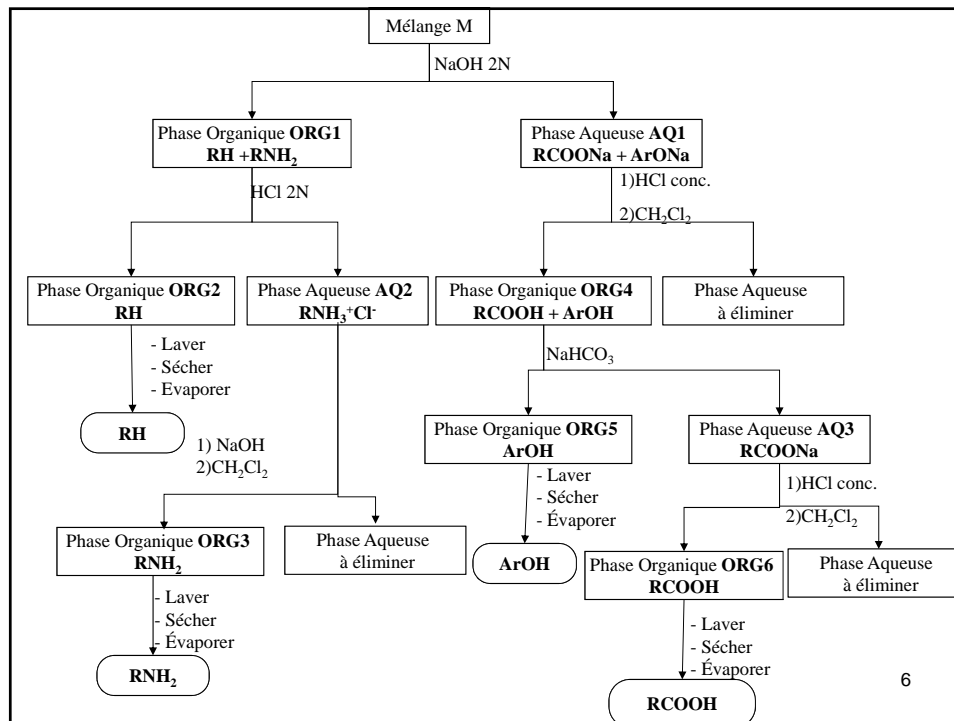 Mélange M
NaOH 2N
Phase Organique ORG1
RH +RNH₂
Phase Aqueuse AQ1
RCOONa + ArONa
HCl 2N
1)HCl conc.
2)CH₂Cl₂
Phase Organique ORG2
RH
Phase Aqueuse AQ2
RNH₃⁺Cl⁻
Phase Organique ORG4
RCOOH + ArOH
Phase Aqueuse
à éliminer
- Laver
- Sécher
- Evaporer
RH
NaHCO₃
Phase Organique ORG5
ArOH
Phase Aqueuse AQ3
RCOONa
1) NaOH
2)CH₂Cl₂
- Laver
- Sécher
- Évaporer
ArOH
1)HCl conc.
2)CH₂Cl₂
Phase Organique ORG3
RNH₂
Phase Aqueuse
à éliminer
Phase Organique ORG6
RCOOH
Phase Aqueuse
à éliminer
- Laver
- Sécher
- Évaporer
RNH₂
- Laver
- Sécher
- Évaporer
RCOOH
6